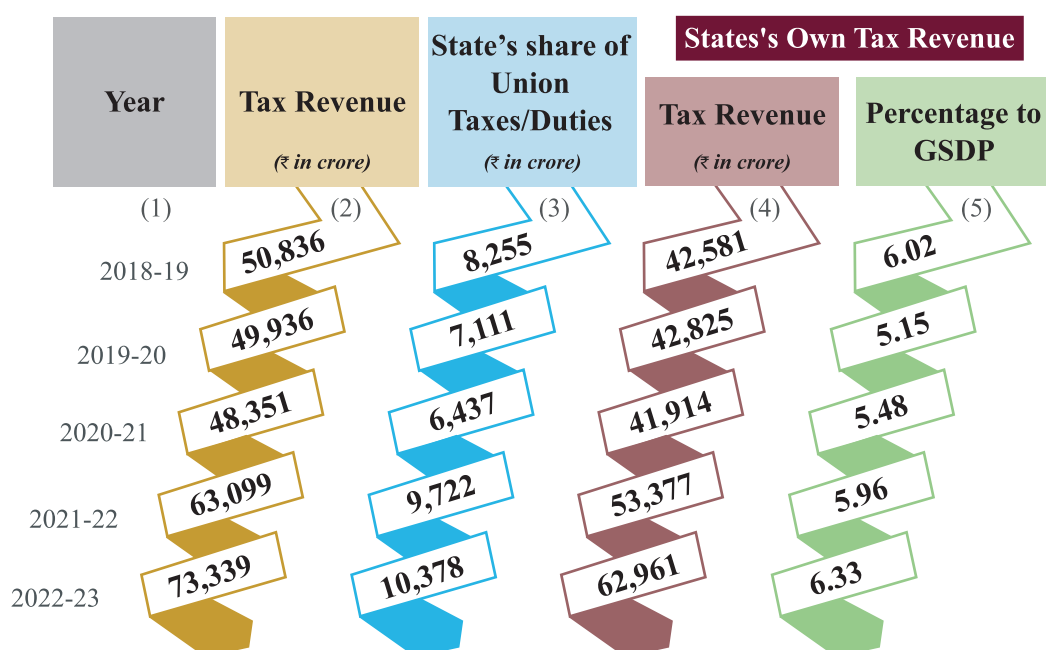 Year
Tax Revenue
(₹ in crore)
State's share of
Union
Taxes/Duties
(₹ in crore)
States's Own Tax Revenue
Tax Revenue
(₹ in crore)
Percentage to
GSDP
(1) (2) (3) (4) (5)
2018-19 50,836 8,255 42,581 6.02
2019-20 49,936 7,111 42,825 5.15
2020-21 48,351 6,437 41,914 5.48
2021-22 63,099 9,722 53,377 5.96
2022-23 73,339 10,378 62,961 6.33